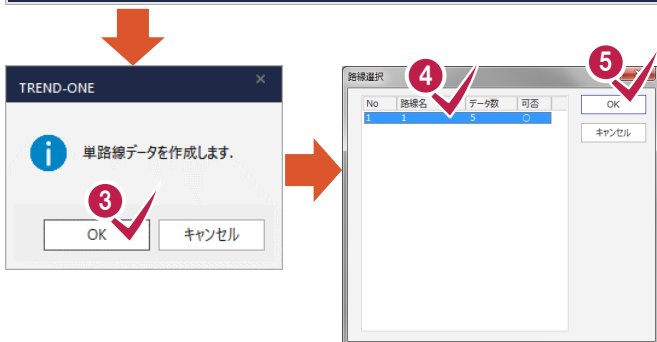 TREND-ONE
×
i
単路線データを作成します.
3
OK
キャンセル
路線選択
4
5
No 路線名 データ数 可否
1 1 5 ○
OK
キャンセル